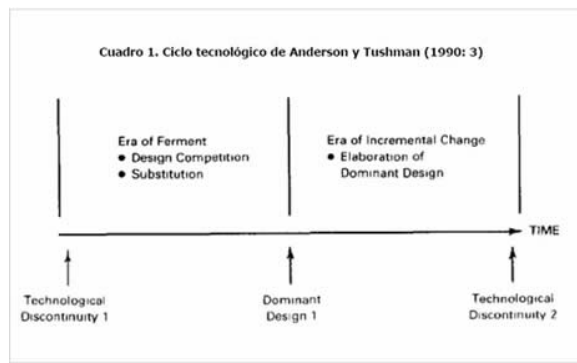 Cuadro 1. Ciclo tecnológico de Anderson y Tushman (1990: 3)
Era of Ferment
● Design Competition
● Substitution
Era of Incremental Change
● Elaboration of
Dominant Design
TIME
Technological
Discontinuity 1
Dominant
Design 1
Technological
Discontinuity 2